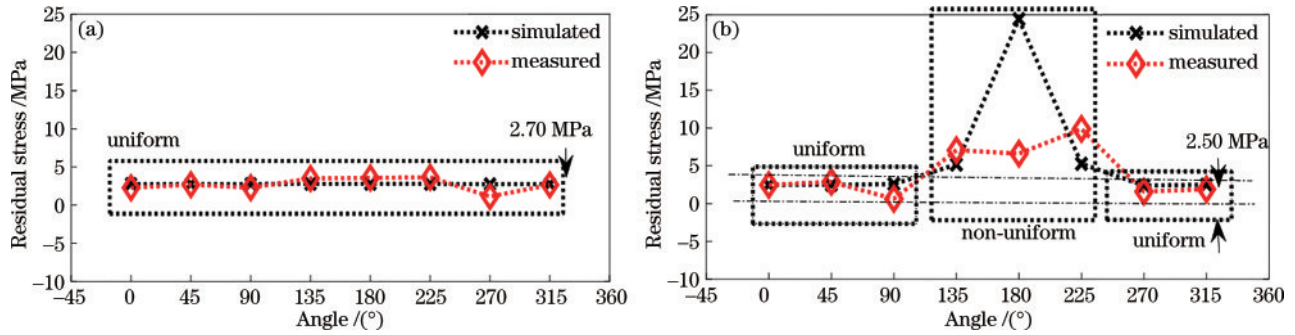 (a)
simulated
measured
uniform
2.70 MPa
25
20
15
10
5
0
−5
−10
−45 0 45 90 135 180 225 270 315 360
Residual stress /MPa
Angle /(°)
(b)
simulated
measured
uniform
2.50 MPa
non-uniform
uniform
25
20
15
10
5
0
−5
−10
−45 0 45 90 135 180 225 270 315 360
Residual stress /MPa
Angle /(°)